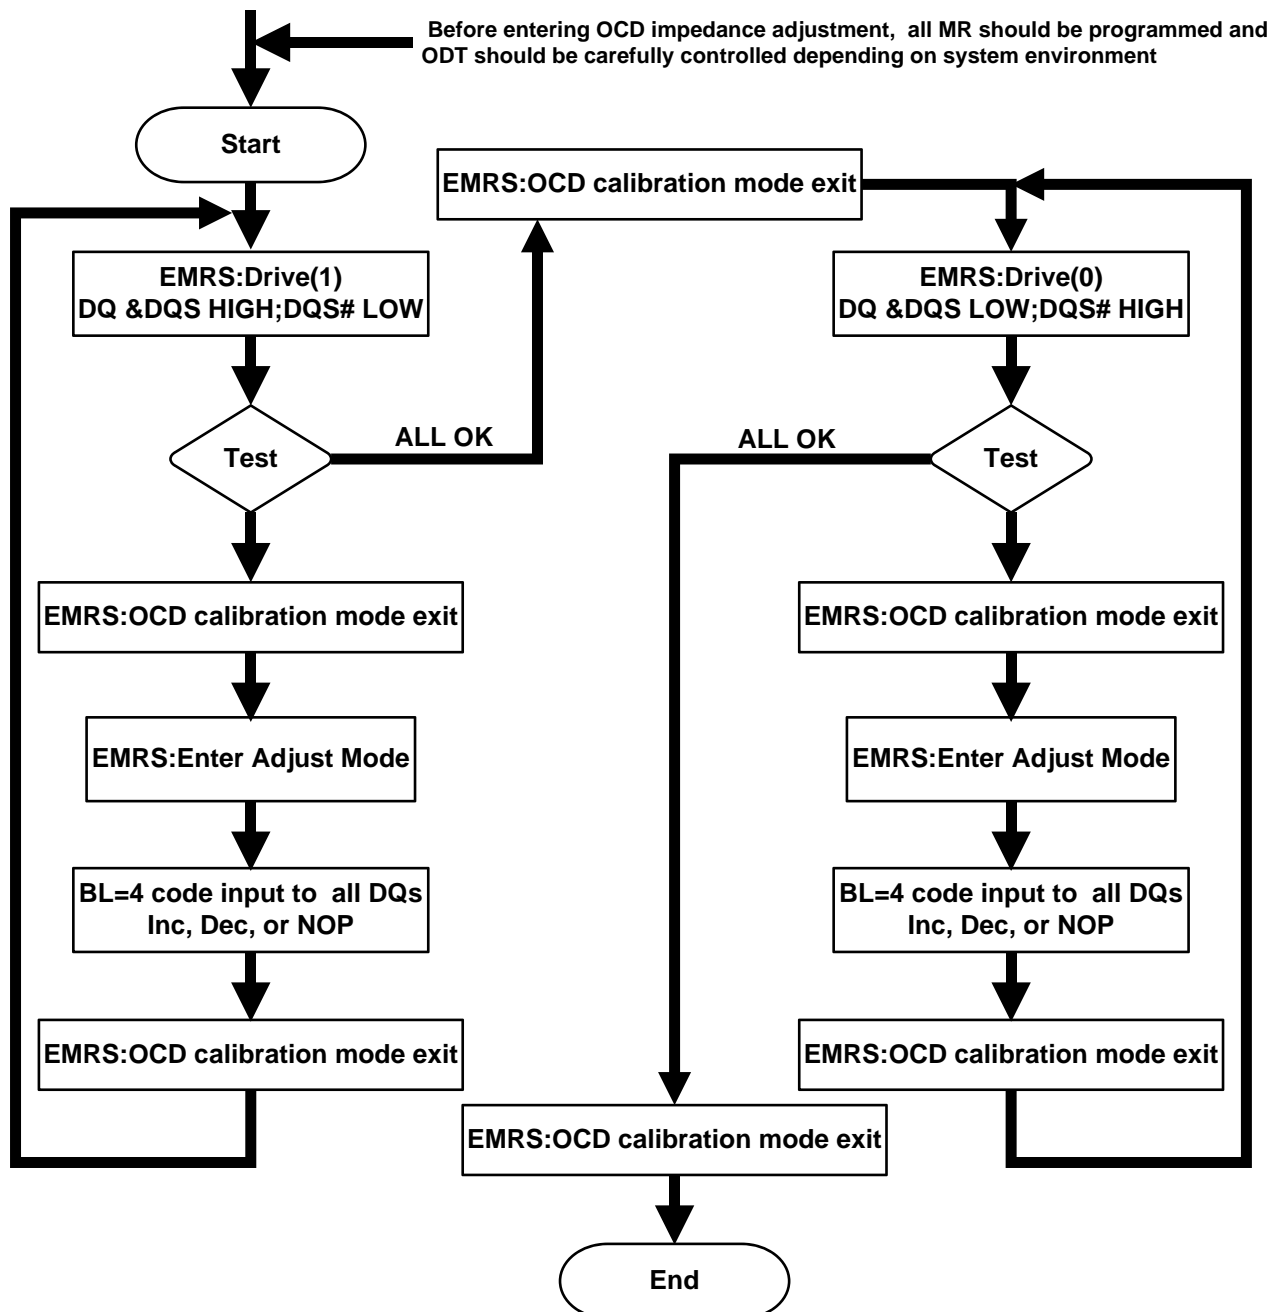 Before entering OCD impedance adjustment, all MR should be programmed and
ODT should be carefully controlled depending on system environment
Start
EMRS:OCD calibration mode exit
EMRS:Drive(1)
DQ &DQS HIGH;DQS# LOW
EMRS:Drive(0)
DQ &DQS LOW;DQS# HIGH
Test
ALL OK
ALL OK
Test
EMRS:OCD calibration mode exit
EMRS:OCD calibration mode exit
EMRS:Enter Adjust Mode
EMRS:Enter Adjust Mode
BL=4 code input to all DQs
Inc, Dec, or NOP
BL=4 code input to all DQs
Inc, Dec, or NOP
EMRS:OCD calibration mode exit
EMRS:OCD calibration mode exit
EMRS:OCD calibration mode exit
End